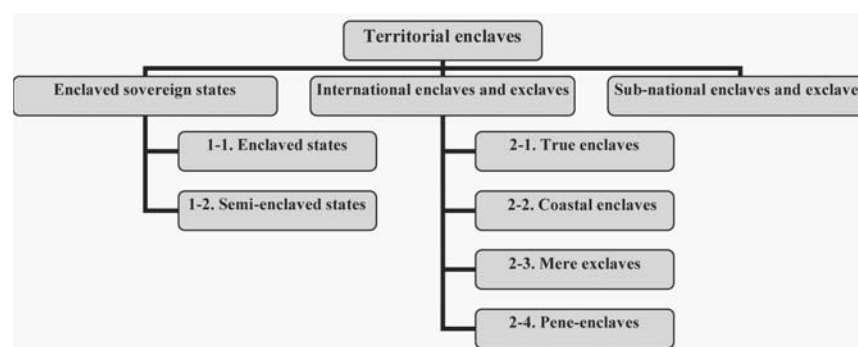 Territorial enclaves
Enclaved sovereign states
International enclaves and exclaves
Sub-national enclaves and exclave
1-1. Enclaved states
1-2. Semi-enclaved states
2-1. True enclaves
2-2. Coastal enclaves
2-3. Mere exclaves
2-4. Pene-enclaves